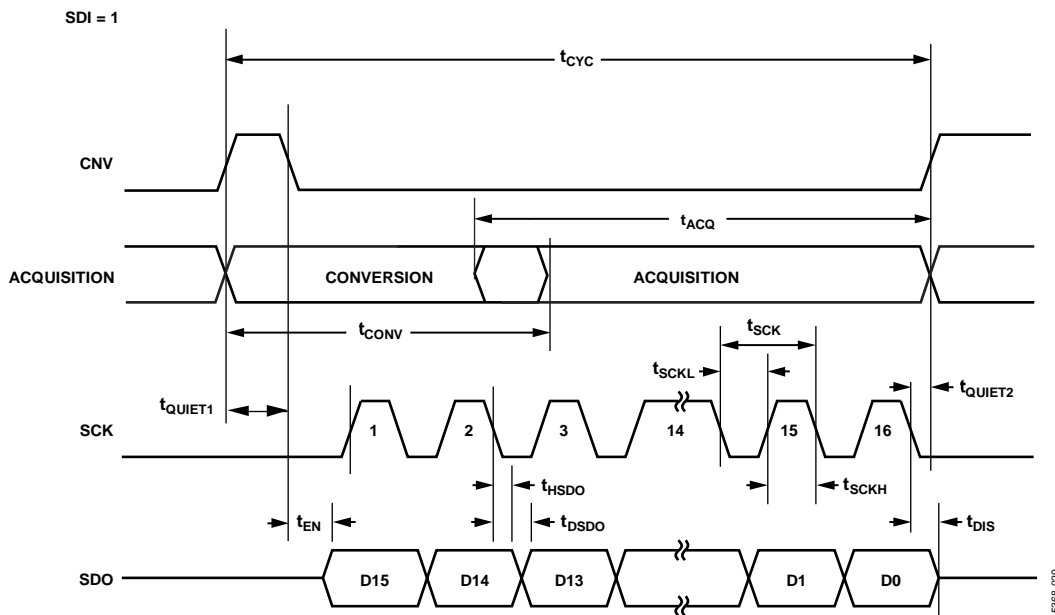 SDI = 1
tCYC
CNV
tACQ
ACQUISITION
CONVERSION
ACQUISITION
tCONV
tSCK
tSCKL
tQUIET1
tQUIET2
SCK
1
2
3
14
15
16
tHSDO
tSCKH
tEN
tDSDO
tDIS
SDO
D15
D14
D13
D1
D0